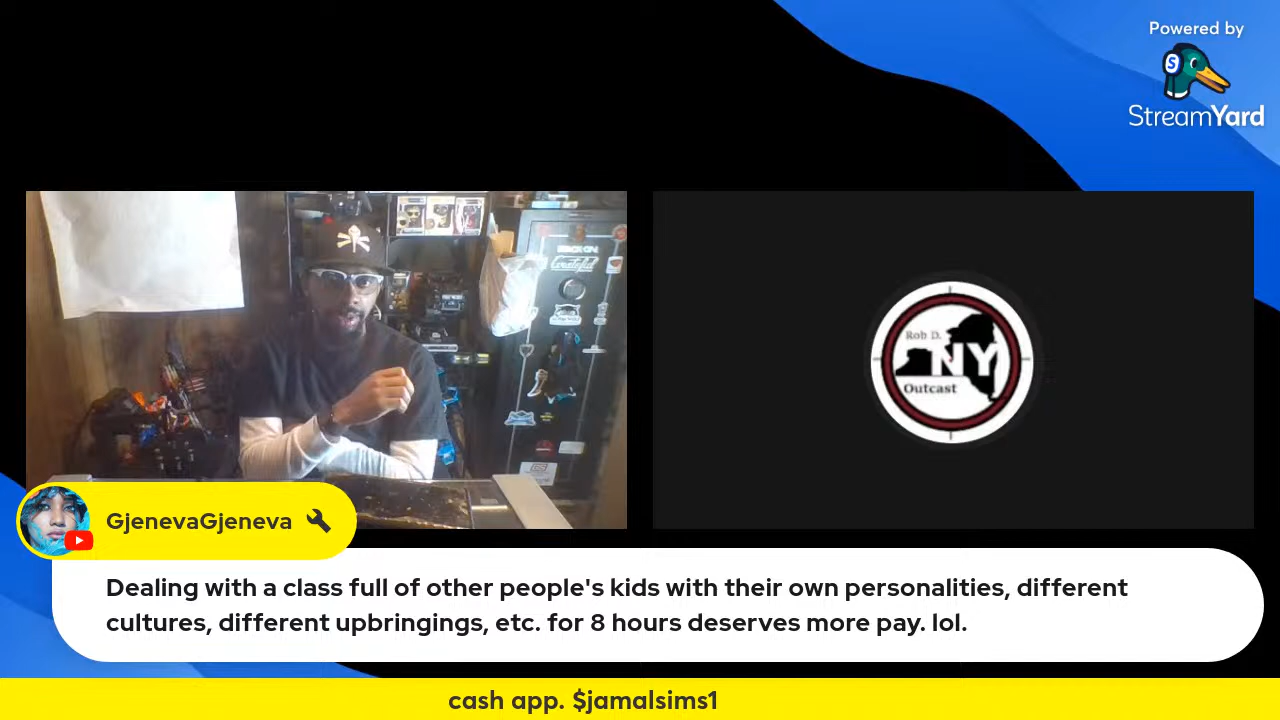 Powered by
StreamYard
Rob D.
NY
Outcast
GjenevaGjeneva
Dealing with a class full of other people's kids with their own personalities, different
cultures, different upbringings, etc. for 8 hours deserves more pay. lol.
cash app. $jamalsims1